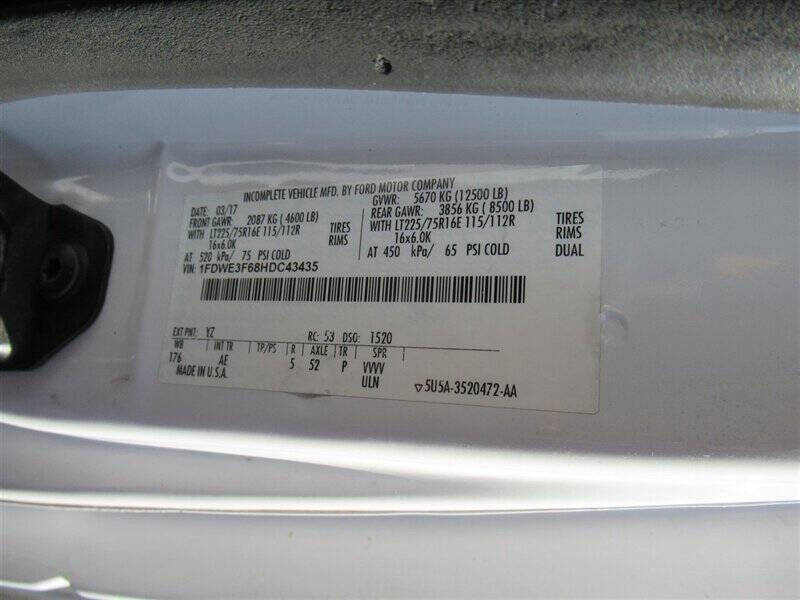 INCOMPLETE VEHICLE MFD. BY FORD MOTOR COMPANY
DATE: 03/17 GVWR: 5670 KG (12500 LB)
FRONT GAWR: 2087 KG ( 4600 LB) REAR GAWR: 3856 KG ( 8500 LB)
WITH LT225/75R16E 115/112R TIRES WITH LT225/75R16E 115/112R TIRES
16x6.0K RIMS 16x6.0K RIMS
AT 520 kPa/ 75 PSI COLD AT 450 kPa/ 65 PSI COLD DUAL
VIN: 1FDWE3F68HDC43435
EXT PNT: YZ RC: 53 DSO: 1520
WB INT TR TP/PS R AXLE TR SPR
176 AE 5 52 P VVVV
MADE IN U.S.A. ULN ▽5U5A-3520472-AA